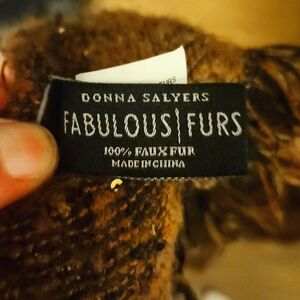 DONNA SALYERS
FABULOUS|FURS
100% FAUX FUR
MADE IN CHINA